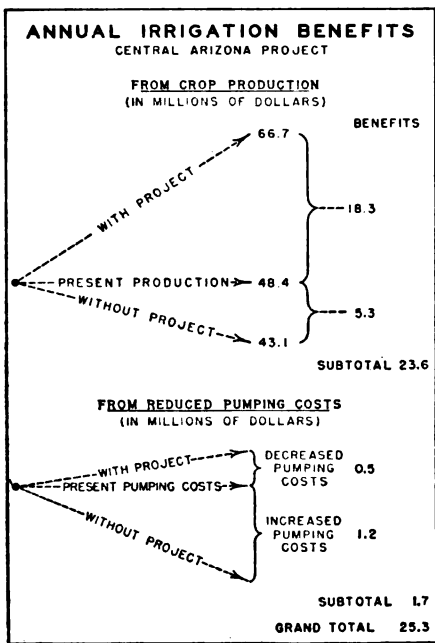 ANNUAL IRRIGATION BENEFITS
CENTRAL ARIZONA PROJECT
FROM CROP PRODUCTION
(IN MILLIONS OF DOLLARS)
BENEFITS
66.7
WITH PROJECT
18.3
PRESENT PRODUCTION 48.4
WITHOUT PROJECT
5.3
43.1
SUBTOTAL 23.6
FROM REDUCED PUMPING COSTS
(IN MILLIONS OF DOLLARS)
WITH PROJECT
DECREASED
PUMPING 0.5
COSTS
PRESENT PUMPING COSTS
WITHOUT PROJECT
INCREASED
PUMPING 1.2
COSTS
SUBTOTAL 1.7
GRAND TOTAL 25.3